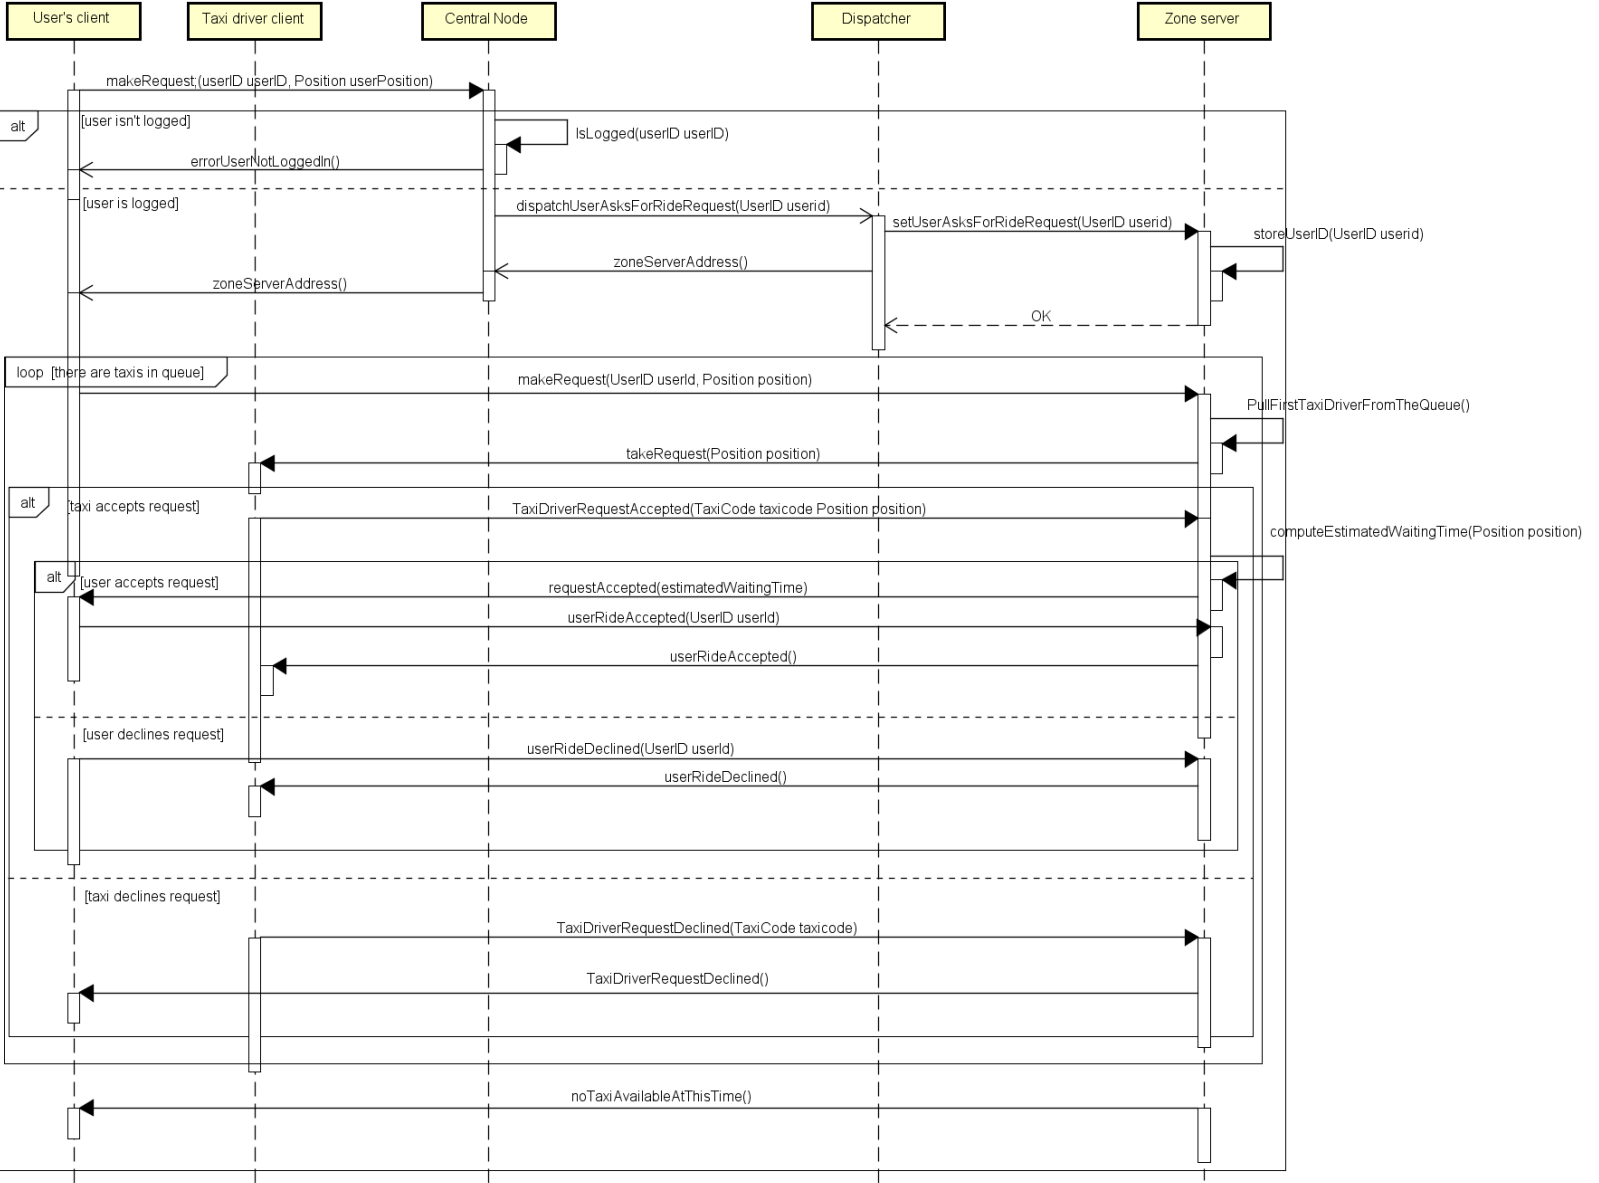 User's client
Taxi driver client
Central Node
Dispatcher
Zone server
makeRequest;(userID userID, Position userPosition)
alt
[user isn't logged]
IsLogged(userID userID)
errorUserNotLoggedIn()
[user is logged]
dispatchUserAsksForRideRequest(UserID userid)
setUserAsksForRideRequest(UserID userid)
storeUserID(UserID userid)
zoneServerAddress()
zoneServerAddress()
OK
loop [there are taxis in queue]
makeRequest(UserID userId, Position position)
PullFirstTaxiDriverFromTheQueue()
takeRequest(Position position)
alt
[taxi accepts request]
TaxiDriverRequestAccepted(TaxiCode taxicode Position position)
computeEstimatedWaitingTime(Position position)
alt
[user accepts request]
requestAccepted(estimatedWaitingTime)
userRideAccepted(UserID userId)
userRideAccepted()
[user declines request]
userRideDeclined(UserID userId)
userRideDeclined()
[taxi declines request]
TaxiDriverRequestDeclined(TaxiCode taxicode)
TaxiDriverRequestDeclined()
noTaxiAvailableAtThisTime()